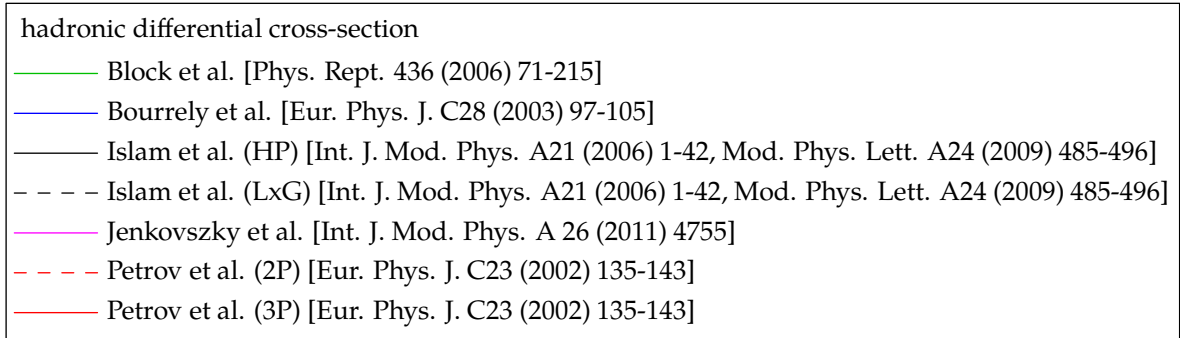 hadronic differential cross-section
Block et al. [Phys. Rept. 436 (2006) 71-215]
Bourrely et al. [Eur. Phys. J. C28 (2003) 97-105]
Islam et al. (HP) [Int. J. Mod. Phys. A21 (2006) 1-42, Mod. Phys. Lett. A24 (2009) 485-496]
Islam et al. (LxG) [Int. J. Mod. Phys. A21 (2006) 1-42, Mod. Phys. Lett. A24 (2009) 485-496]
Jenkovszky et al. [Int. J. Mod. Phys. A 26 (2011) 4755]
Petrov et al. (2P) [Eur. Phys. J. C23 (2002) 135-143]
Petrov et al. (3P) [Eur. Phys. J. C23 (2002) 135-143]